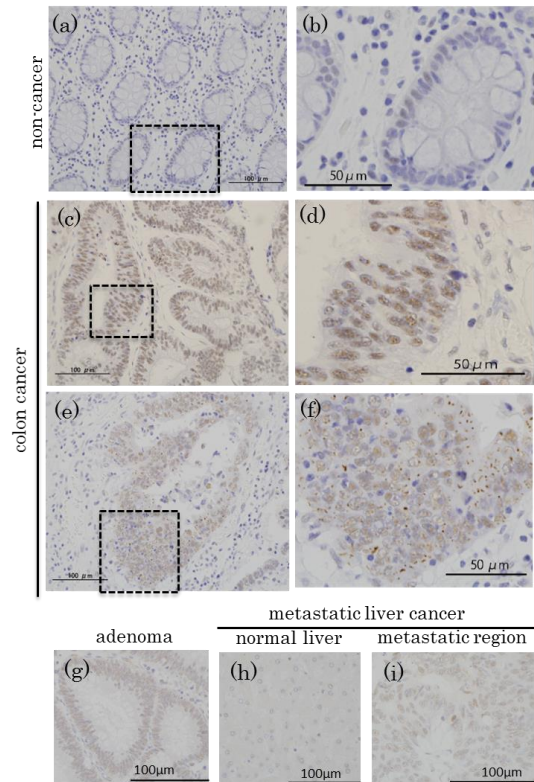 (a)
(b)
non-cancer
100 μm
50 μm
(c)
(d)
100 μm
50 μm
colon cancer
(e)
(f)
100 μm
50 μm
metastatic liver cancer
adenoma
normal liver
metastatic region
(g)
(h)
(i)
100μm
100μm
100μm